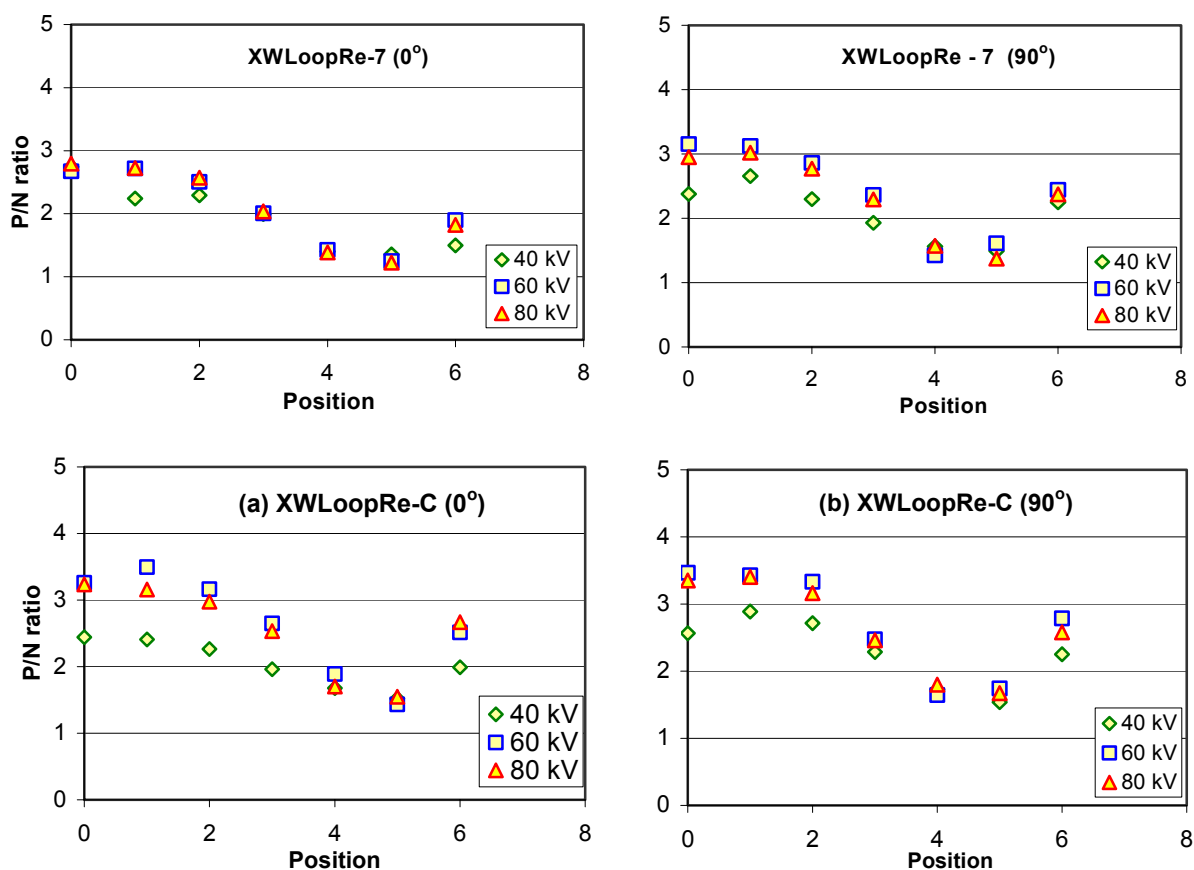 XWLoopRe-7 (0°)
5
4
3
2
1
0
P/N ratio
40 kV
60 kV
80 kV
0 2 4 6 8
Position
XWLoopRe - 7 (90°)
5
4
3
2
1
0
40 kV
60 kV
80 kV
0 2 4 6 8
Position
(a) XWLoopRe-C (0°)
5
4
3
2
1
0
P/N ratio
40 kV
60 kV
80 kV
0 2 4 6 8
Position
(b) XWLoopRe-C (90°)
5
4
3
2
1
0
40 kV
60 kV
80 kV
0 2 4 6 8
Position